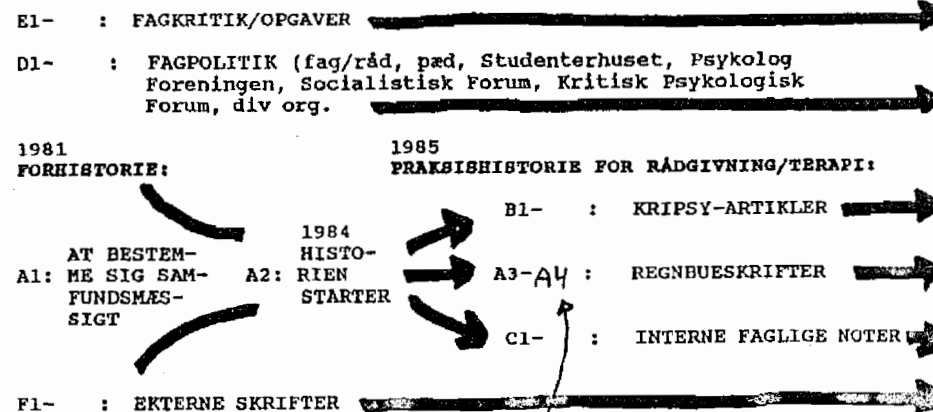 E1- : FAGKRITIK/OPGAVER
D1- : FAGPOLITIK (fag/råd, pæd, Studenterhuset, Psykolog
Foreningen, Socialistisk Forum, Kritisk Psykologisk
Forum, div org.
1981
FORHISTORIE:
1985
PRAKSISHISTORIE FOR RÅDGIVNING/TERAPI:
B1- : KRIPSY-ARTIKLER
A1: AT BESTEM-
ME SIG SAM-
FUNDSMÆS-
SIGT
1984
A2: HISTO-
RIEN
STARTER
A3-A4 : REGNBUESKRIFTER
C1- : INTERNE FAGLIGE NOTER
F1- : EKTERNE SKRIFTER